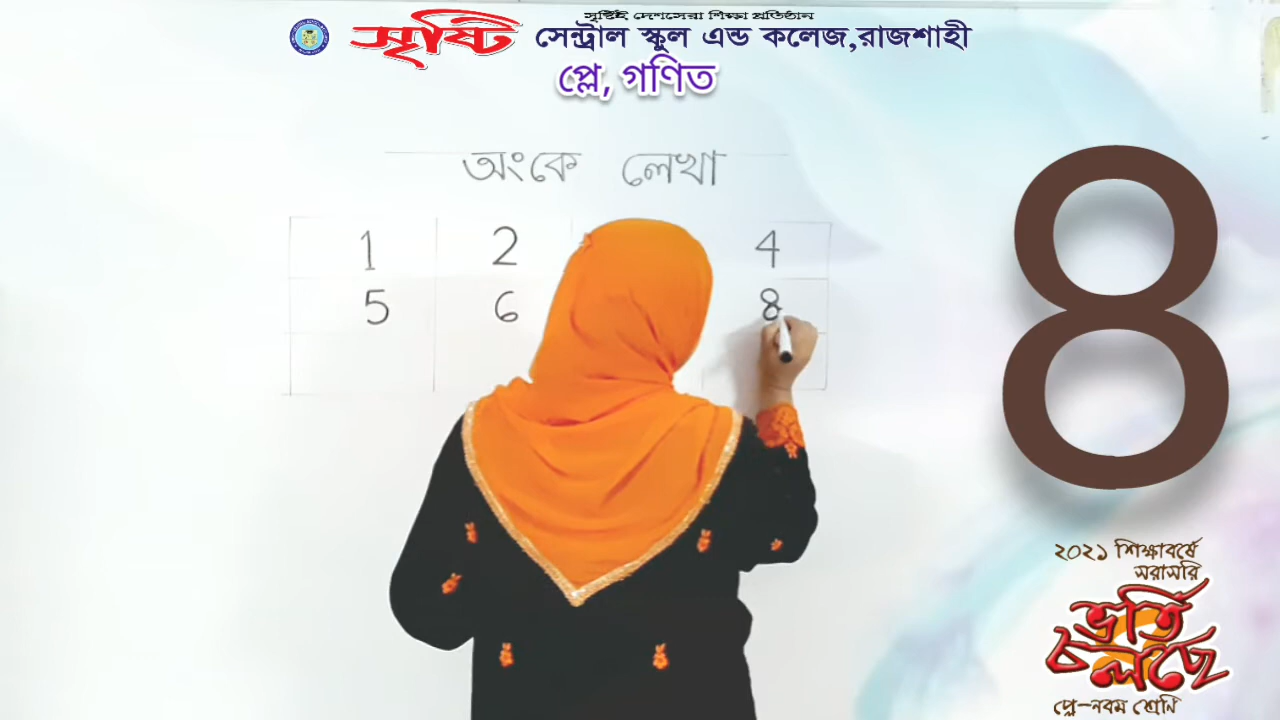 সৃষ্টিই দেশসেরা শিক্ষা প্রতিষ্ঠান
সৃষ্টি সেন্ট্রাল স্কুল এন্ড কলেজ,রাজশাহী
প্লে, গণিত
অংকে লেখা
1 2 4
5 6 8
8
২০২১ শিক্ষাবর্ষে
সরাসরি
ভর্তি
চলছে
প্লে-নবম শ্রেণি